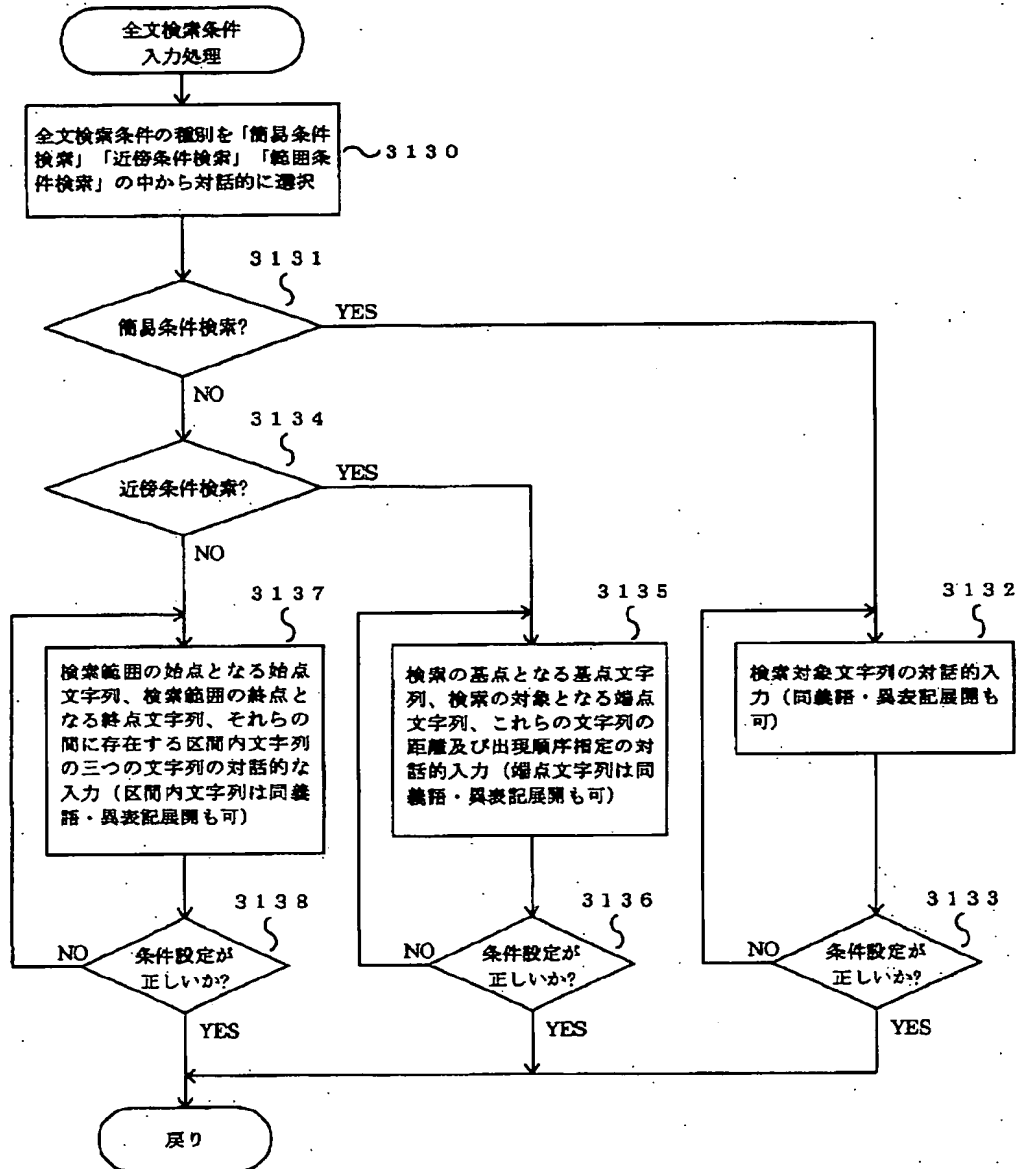 全文検索条件
入力処理
全文検索条件の種別を「簡易条件
検索」「近傍条件検索」「範囲条
件検索」の中から対話的に選択
3130
3131
簡易条件検索?
YES
NO
3134
近傍条件検索?
YES
NO
3137
検索範囲の始点となる始点
文字列、検索範囲の終点と
なる終点文字列、それらの
間に存在する区間内文字列
の三つの文字列の対話的な
入力（区間内文字列は同義
語・異表記展開も可）
3135
検索の基点となる基点文字
列、検索の対象となる端点
文字列、これらの文字列の
距離及び出現順序指定の対
話的入力（端点文字列は同
義語・異表記展開も可）
3132
検索対象文字列の対話的入
力（同義語・異表記展開も
可）
3138
NO
条件設定が
正しいか?
YES
3136
NO
条件設定が
正しいか?
YES
3133
NO
条件設定が
正しいか?
YES
戻り